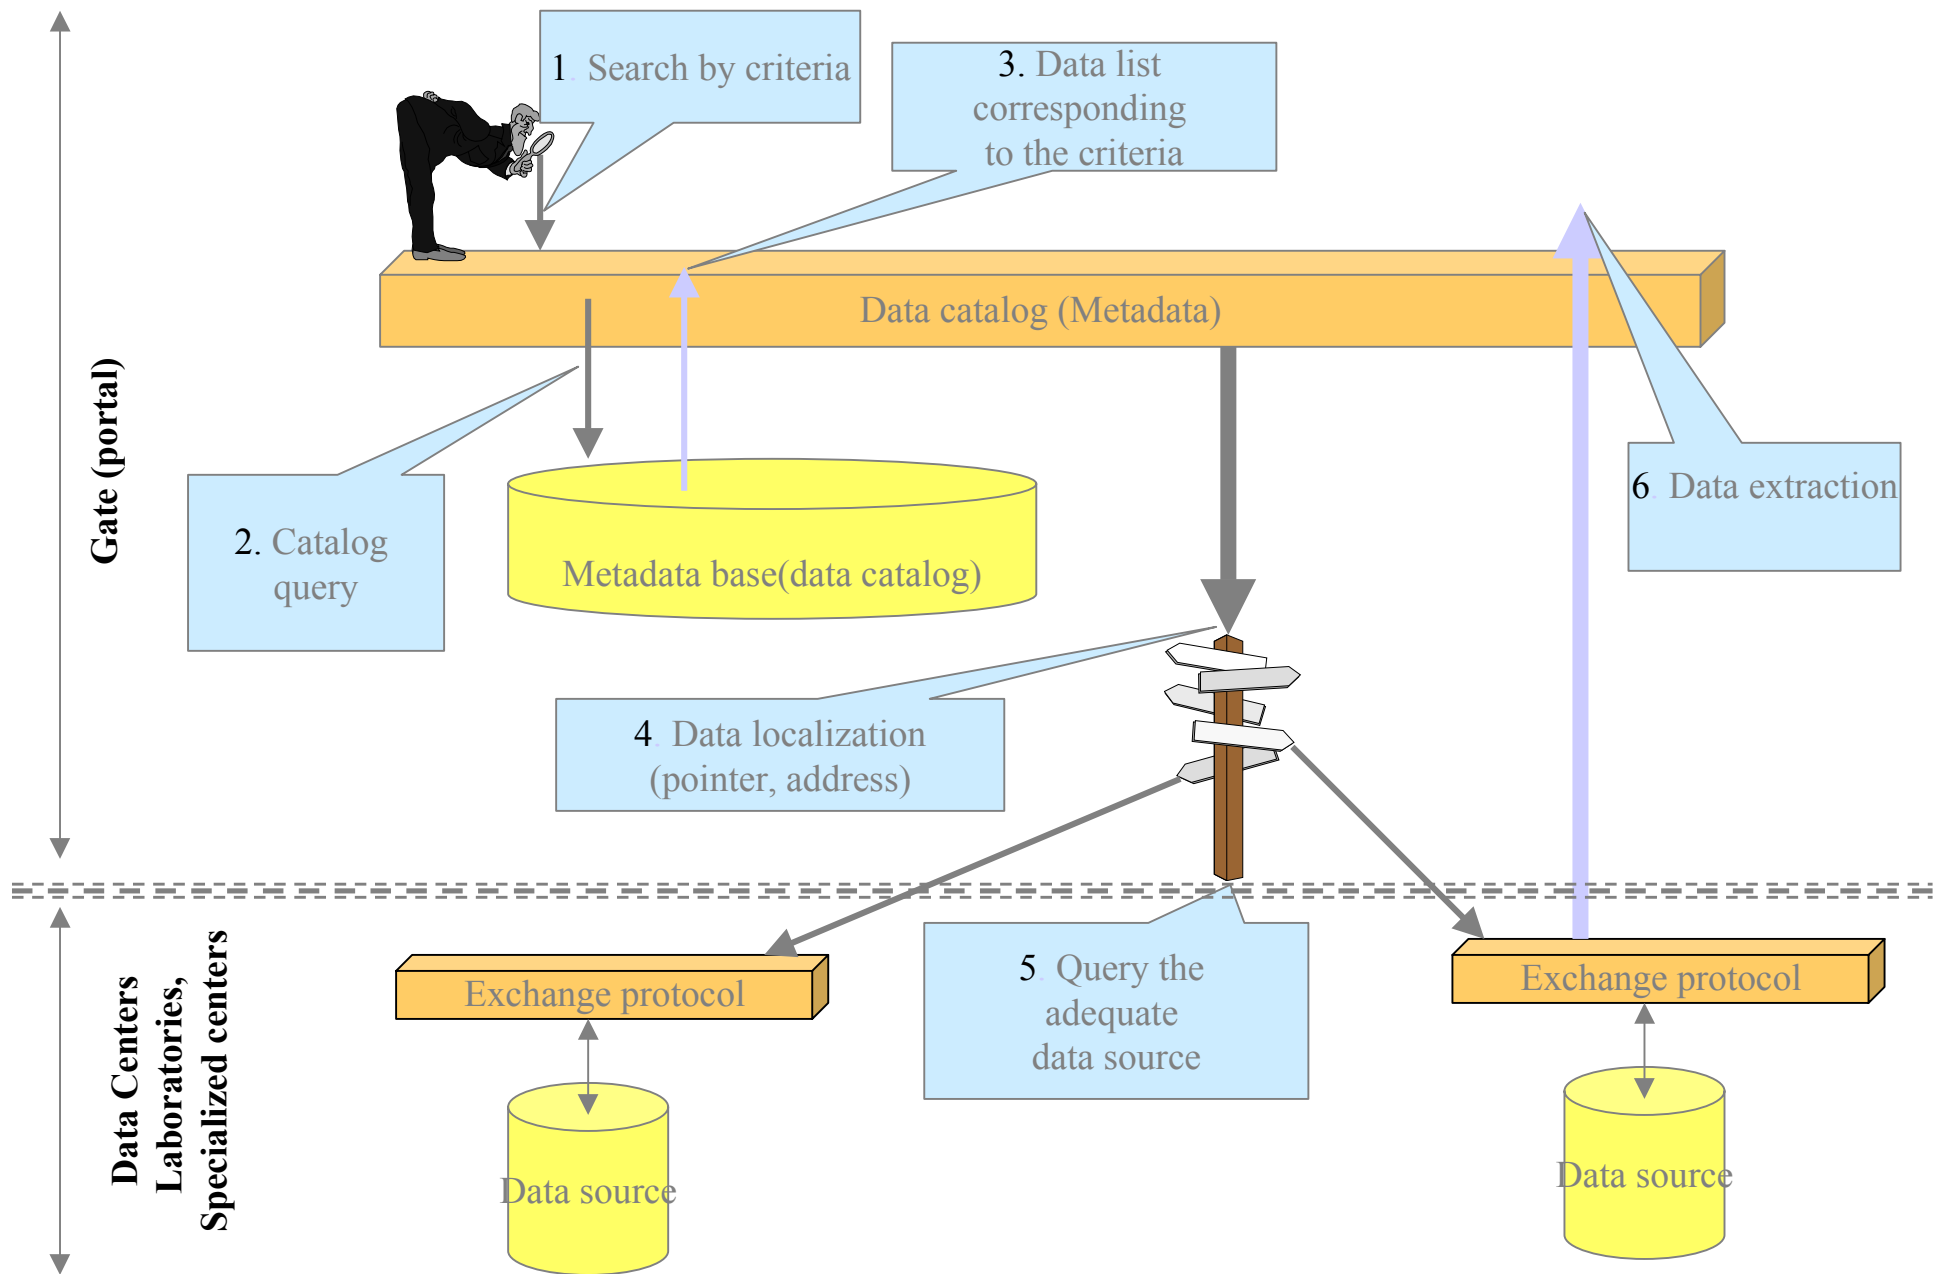 1. Search by criteria
3. Data list
corresponding
to the criteria
Data catalog (Metadata)
Gate (portal)
2. Catalog
query
Metadata base(data catalog)
6. Data extraction
4. Data localization
(pointer, address)
5. Query the
adequate
data source
Exchange protocol
Exchange protocol
Data Centers
Laboratories,
Specialized centers
Data source
Data source